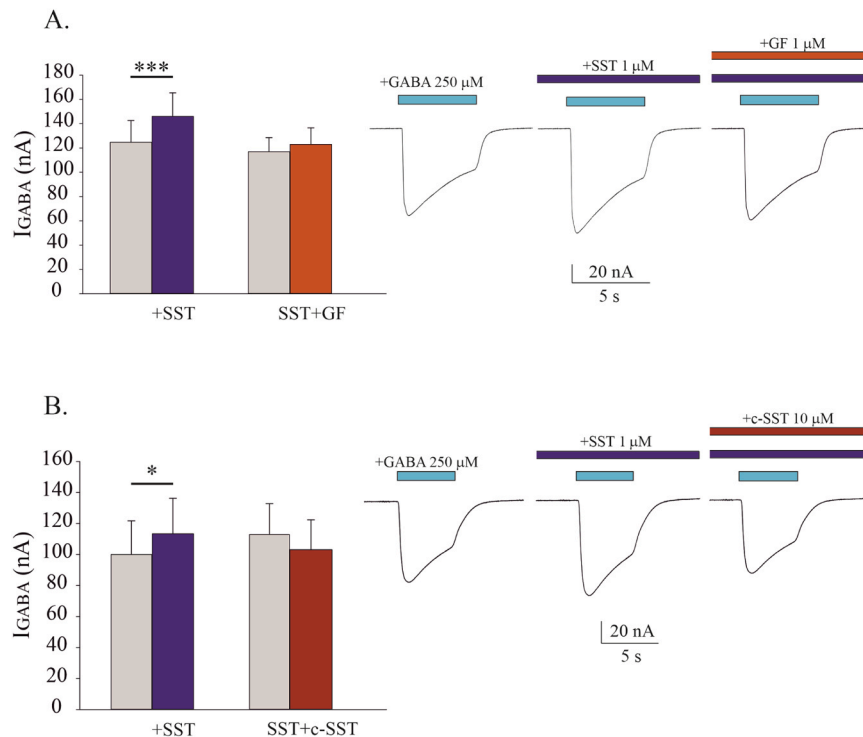 A.
***
180
160
140
120
100
80
60
40
20
0
IGABA (nA)
+SST
SST+GF
+GABA 250 µM
+SST 1 µM
+GF 1 µM
20 nA
5 s
B.
*
160
140
120
100
80
60
40
20
0
IGABA (nA)
+SST
SST+c-SST
+GABA 250 µM
+SST 1 µM
+c-SST 10 µM
20 nA
5 s